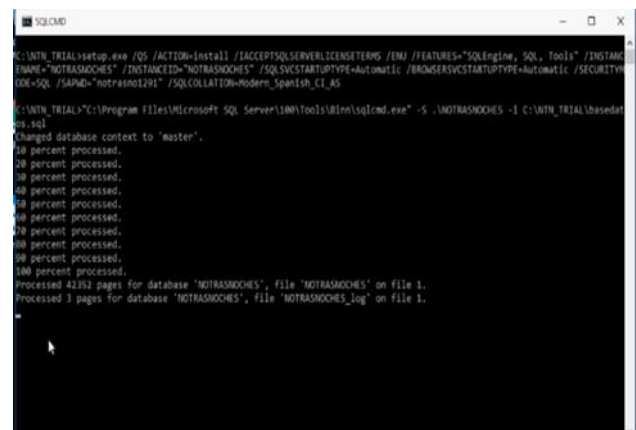 SQLCMD
C:\NTN_TRIAL>setup.exe /QS /ACTION=install /IACCEPTSQLSERVERLICENSETERMS /ENU /FEATURES="SQLEngine, SQL, Tools" /INSTANC
ENAME="NOTRASNOCHES" /INSTANCEID="NOTRASNOCHES" /SQLSVCSTARTUPTYPE=Automatic /BROWSERSVCSTARTUPTYPE=Automatic /SECURITYM
ODE=SQL /SAPWD="notrasno1291" /SQLCOLLATION=Modern_Spanish_CI_AS
C:\NTN_TRIAL>"C:\Program Files\Microsoft SQL Server\100\Tools\Binn\sqlcmd.exe" -S .\NOTRASNOCHES -i C:\NTN_TRIAL\basedat
os.sql
Changed database context to 'master'.
10 percent processed.
20 percent processed.
30 percent processed.
40 percent processed.
50 percent processed.
60 percent processed.
70 percent processed.
80 percent processed.
90 percent processed.
100 percent processed.
Processed 42352 pages for database 'NOTRASNOCHES', file 'NOTRASNOCHES' on file 1.
Processed 3 pages for database 'NOTRASNOCHES', file 'NOTRASNOCHES_log' on file 1.